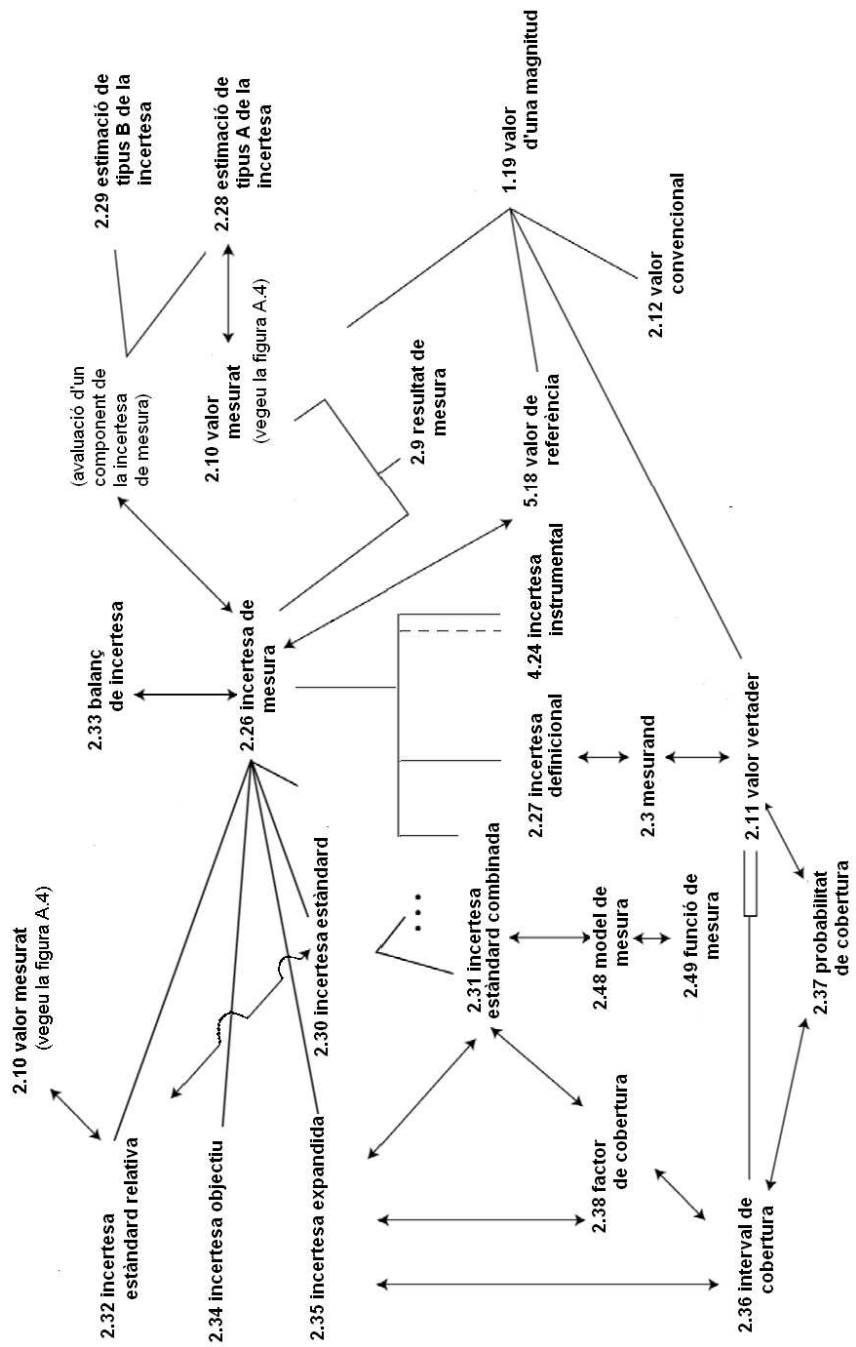 2.10 valor mesurat
(vegeu la figura A.4)
2.33 balanç
de incertesa
(avaluació d'un
component de
la incertesa
de mesura)
2.29 estimació de
tipus B de la
incertesa
2.28 estimació de
tipus A de la
incertesa
2.32 incertesa
estàndard relativa
2.34 incertesa objectiu
2.35 incertesa expandida
2.30 incertesa estàndard
2.26 incertesa de
mesura
2.10 valor
mesurat
(vegeu la figura A.4)
2.9 resultat de
mesura
2.31 incertesa
estàndard combinada
2.27 incertesa
definicional
4.24 incertesa
instrumental
5.18 valor de
referència
1.19 valor
d'una magnitud
2.38 factor
de cobertura
2.48 model de
mesura
2.3 mesurand
2.12 valor
convencional
2.49 funció de
mesura
2.36 interval de
cobertura
2.11 valor vertader
2.37 probabilitat
de cobertura